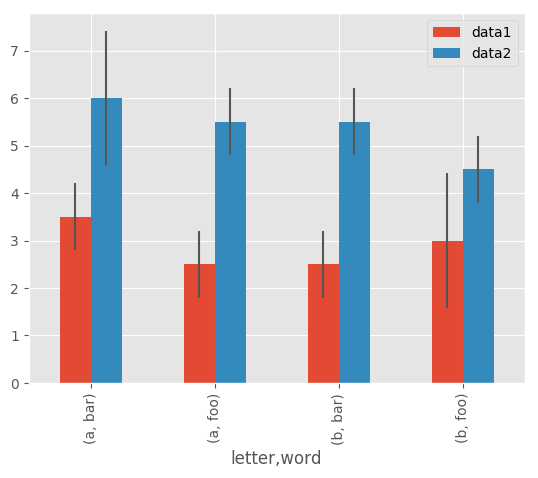 data1
data2
7
6
5
4
3
2
1
0
(a, bar)
(a, foo)
(b, bar)
(b, foo)
letter,word